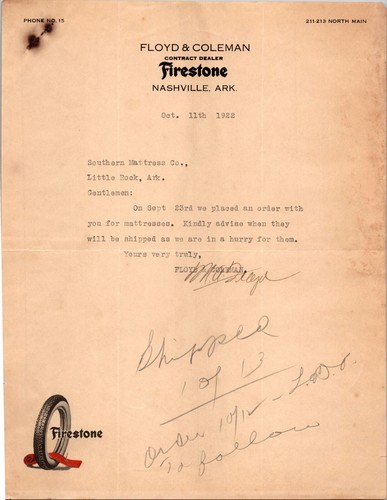 PHONE NO. 15
211-213 NORTH MAIN
FLOYD & COLEMAN
CONTRACT DEALER
Firestone
NASHVILLE, ARK.
Oct. 11th 1922
Southern Mattress Co.,
Little Rock, Ark.
Gentlemen:
On Sept 23rd we placed an order with
you for mattresses. Kindly advise when they
will be shipped as we are in a hurry for them.
Yours very truly,
FLOYD & COLEMAN,
Shipped
1 of 13
Order 10/12 -
To follow
Firestone